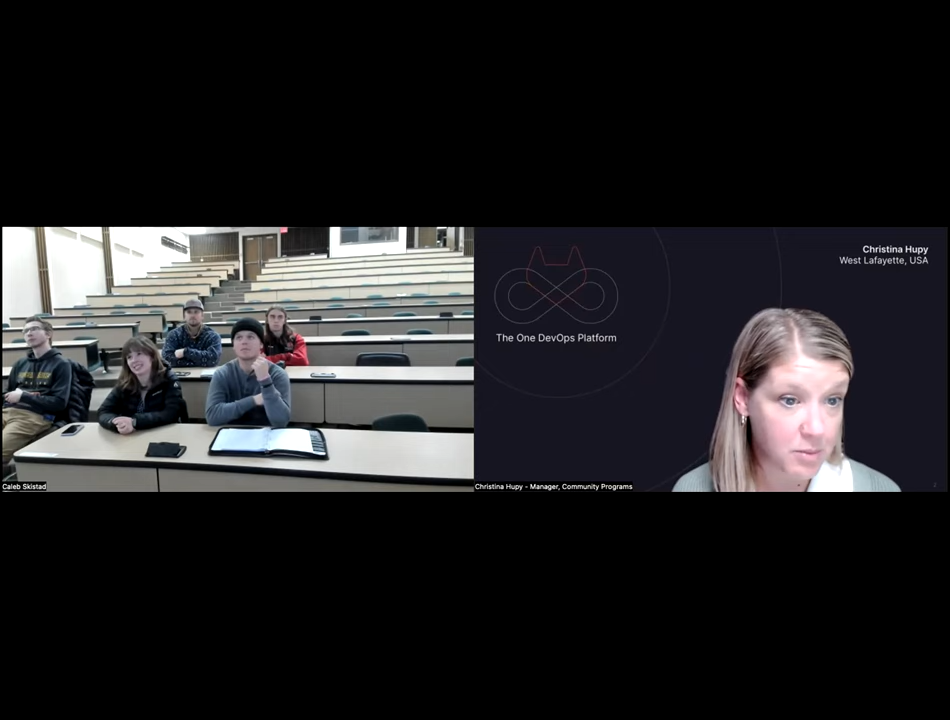 Christina Hupy
West Lafayette, USA
The One DevOps Platform
Caleb Skistad
Christina Hupy - Manager, Community Programs